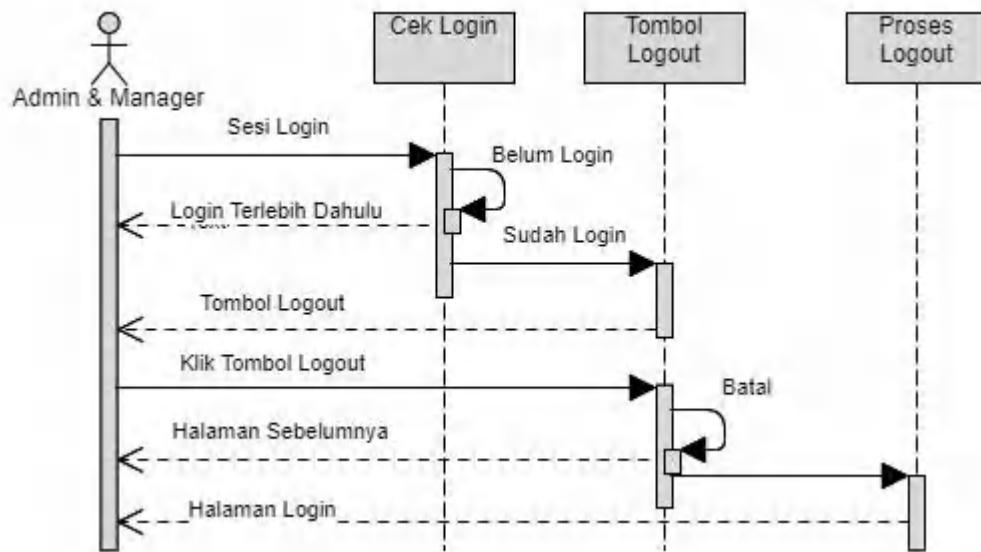 Cek Login
Tombol
Logout
Proses
Logout
Admin & Manager
Sesi Login
Belum Login
Login Terlebih Dahulu
Sudah Login
Tombol Logout
Klik Tombol Logout
Batal
Halaman Sebelumnya
Halaman Login